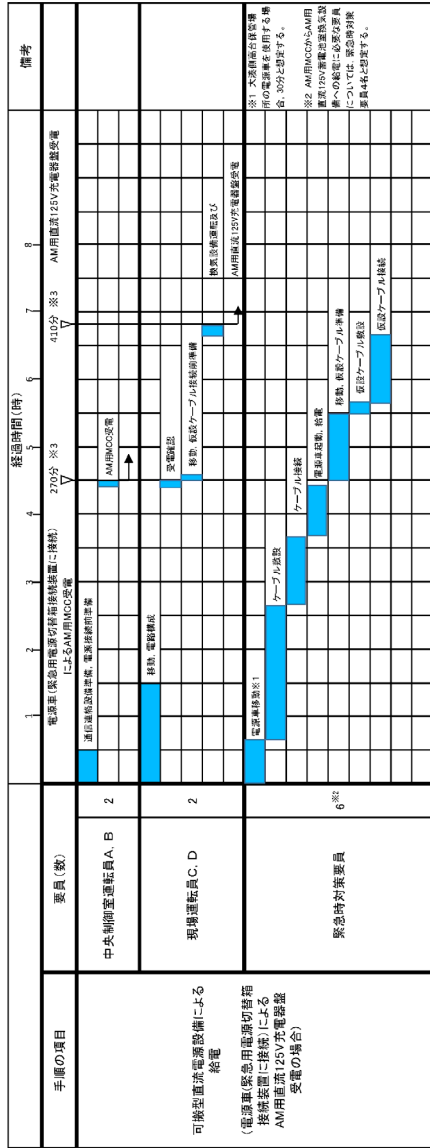 経過時間(時)
備考
手順の項目
要員(数)
1
2
3
4
5
6
7
8
電源車(緊急用電源切替箱接続装置に接続)
によるAM用MCC受電
270分 ※3
410分 ※3
AM用直流125V充電器盤受電
可搬型直流電源設備による
給電
(電源車(緊急用電源切替箱
接続装置に接続)による
AM用直流125V充電器盤
受電の場合)
中央制御室運転員A, B
2
通信連絡設備準備, 電源接続前準備
AM用MCC受電
現場運転員C, D
2
移動, 電路構成
受電確認
移動, 仮設ケーブル接続前準備
換気設備運転及び
AM用直流125V充電器盤受電
緊急時対策要員
6※2
電源車移動※1
ケーブル敷設
ケーブル接続
電源車起動, 給電
移動, 仮設ケーブル準備
仮設ケーブル敷設
仮設ケーブル接続
※1 大湊側高台保管場
所の電源車を使用する場
合, 30分と想定する。
※2 AM用MCCからAM用
直流125V蓄電池室換気設
備への給電に必要な要員
については, 緊急時対策
要員4名と想定する。